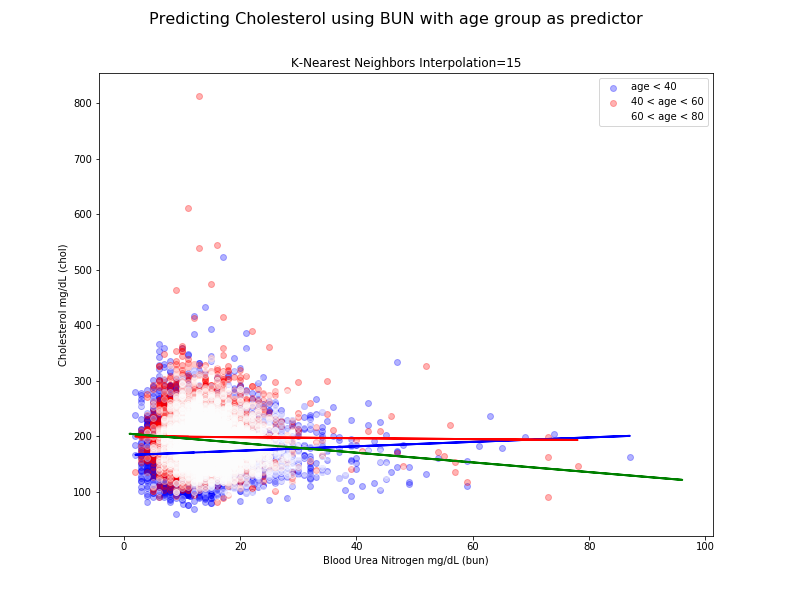 Predicting Cholesterol using BUN with age group as predictor
K-Nearest Neighbors Interpolation=15
age < 40
40 < age < 60
60 < age < 80
Cholesterol mg/dL (chol)
800
700
600
500
400
300
200
100
0
20
40
60
80
100
Blood Urea Nitrogen mg/dL (bun)